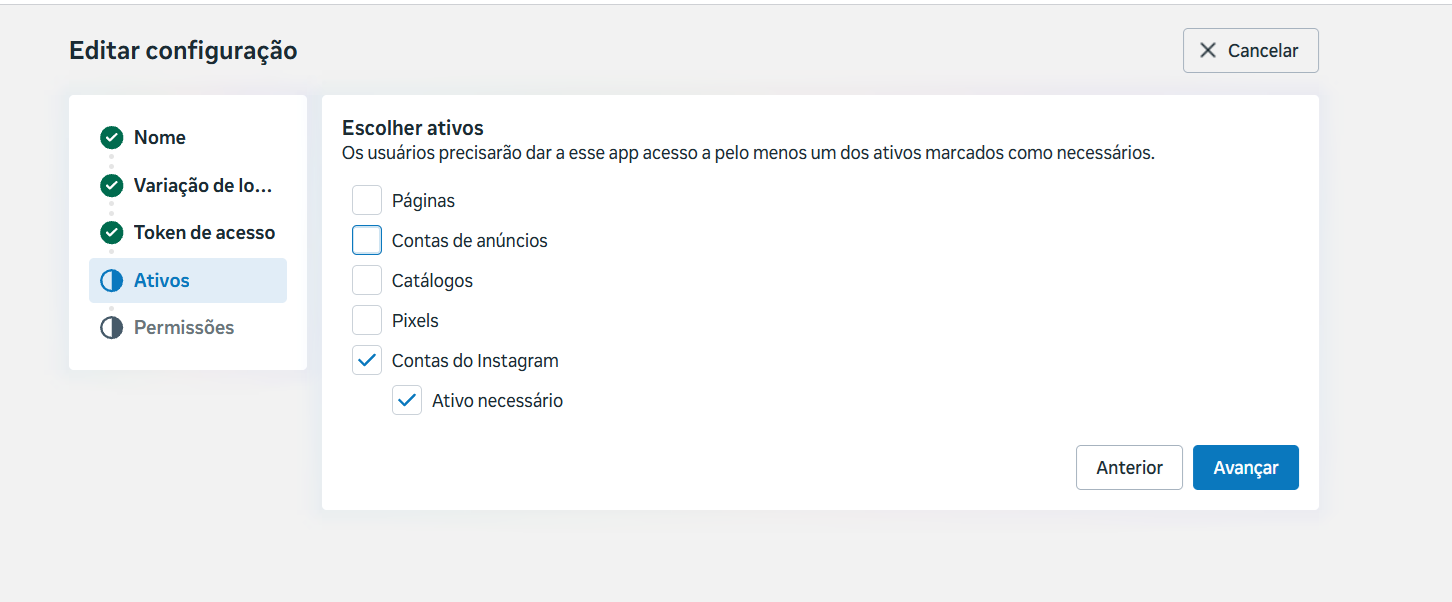 Editar configuração
Cancelar
Nome
Variação de lo...
Token de acesso
Ativos
Permissões
Escolher ativos
Os usuários precisarão dar a esse app acesso a pelo menos um dos ativos marcados como necessários.
Páginas
Contas de anúncios
Catálogos
Pixels
Contas do Instagram
Ativo necessário
Anterior
Avançar